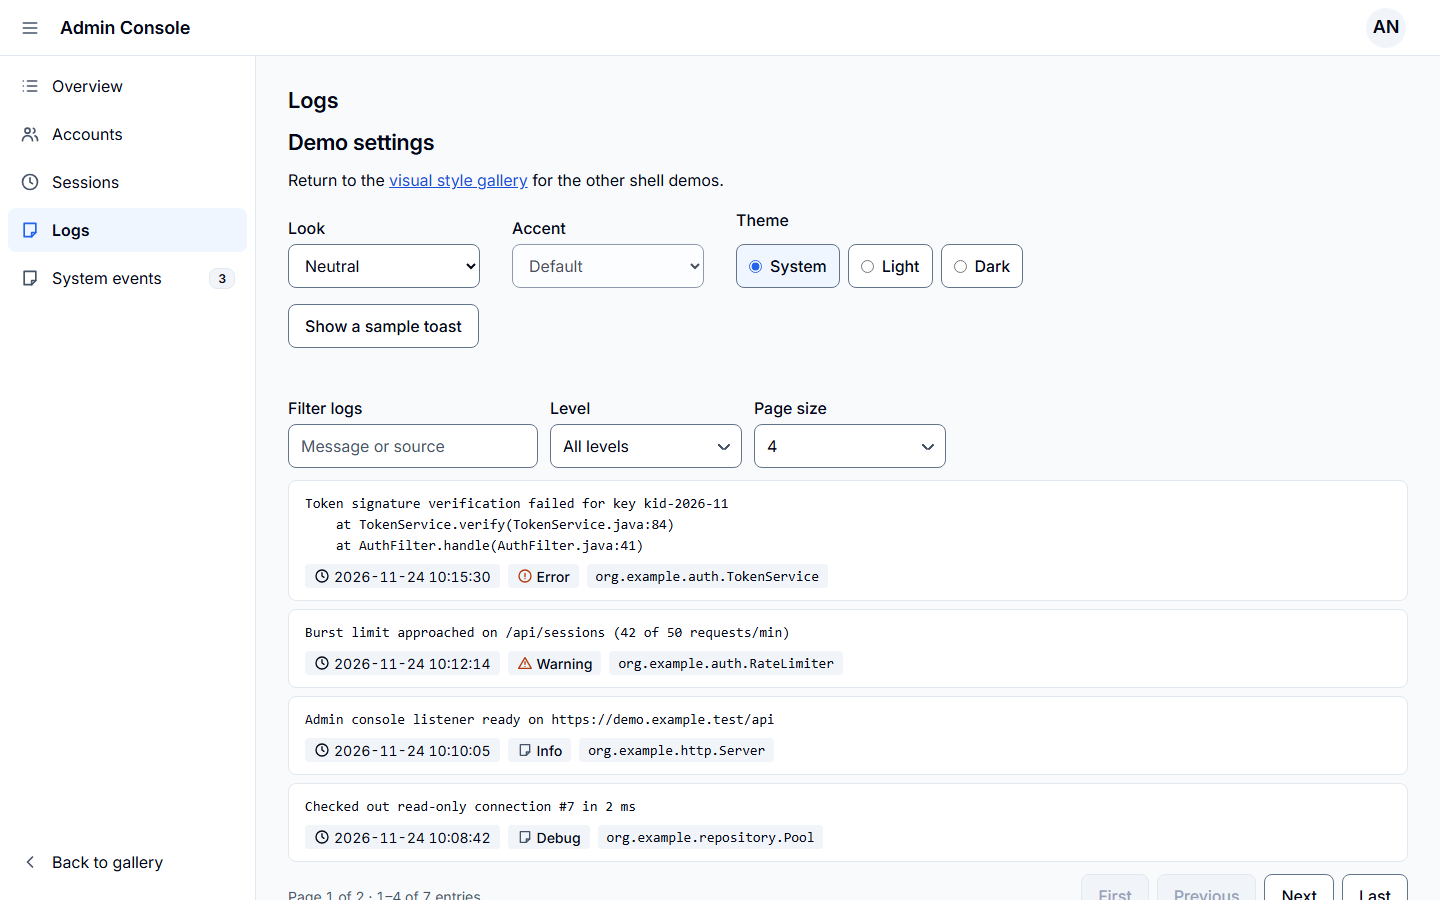 Admin Console
AN
Overview
Accounts
Sessions
Logs
System events 3
Back to gallery
Logs
Demo settings
Return to the visual style gallery for the other shell demos.
Look
Neutral
Accent
Default
Theme
System
Light
Dark
Show a sample toast
Filter logs
Message or source
Level
All levels
Page size
4
Token signature verification failed for key kid-2026-11
at TokenService.verify(TokenService.java:84)
at AuthFilter.handle(AuthFilter.java:41)
2026-11-24 10:15:30 Error org.example.auth.TokenService
Burst limit approached on /api/sessions (42 of 50 requests/min)
2026-11-24 10:12:14 Warning org.example.auth.RateLimiter
Admin console listener ready on https://demo.example.test/api
2026-11-24 10:10:05 Info org.example.http.Server
Checked out read-only connection #7 in 2 ms
2026-11-24 10:08:42 Debug org.example.repository.Pool
Page 1 of 2 · 1–4 of 7 entries
First Previous Next Last